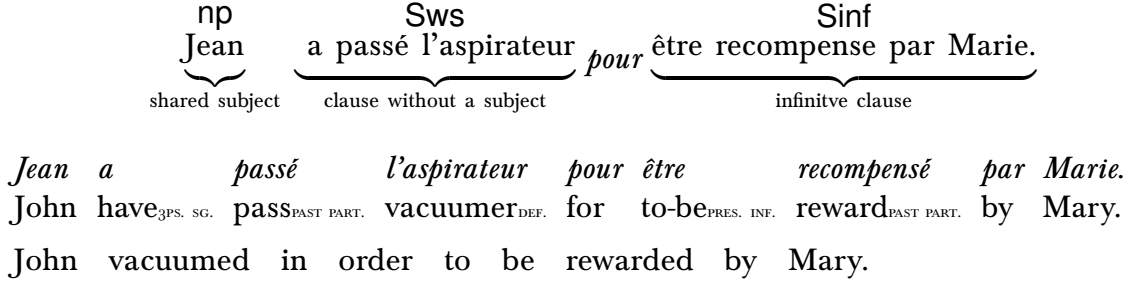 np Sws Sinf
Jean a passé l’aspirateur pour être recompense par Marie.
shared subject clause without a subject infinitve clause
Jean a passé l’aspirateur pour être recompensé par Marie.
John have3PS. SG. passPAST PART. vacuumerDEF. for to-bePRES. INF. rewardPAST PART. by Mary.
John vacuumed in order to be rewarded by Mary.